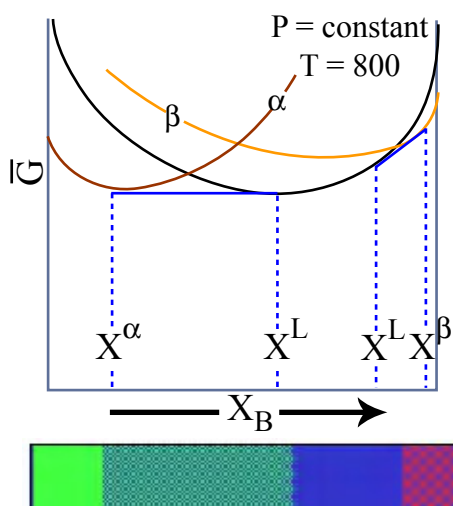 P = constant
T = 800
α
β
G̅
X^α X^L X^L X^β
X_B